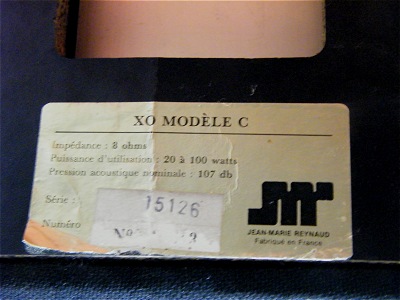 XO MODÈLE C
Impédance : 8 ohms
Puissance d'utilisation : 20 à 100 watts
Pression acoustique nominale : 107 db
Série :
15126
Numéro
Nº
JMR
JEAN-MARIE REYNAUD
Fabriqué en France